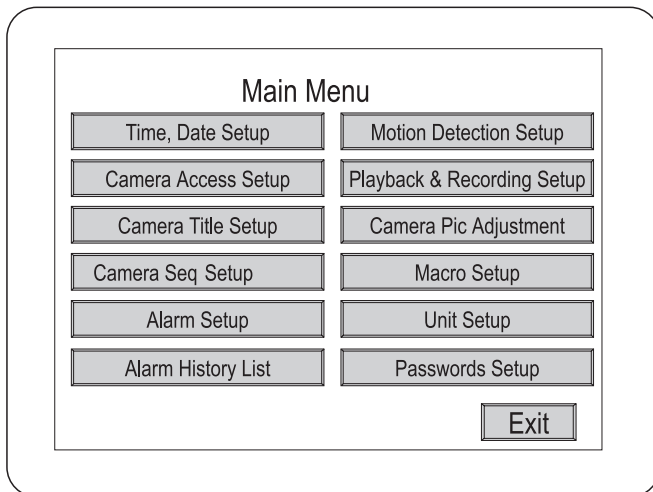 Main Menu
Time, Date Setup
Motion Detection Setup
Camera Access Setup
Playback & Recording Setup
Camera Title Setup
Camera Pic Adjustment
Camera Seq Setup
Macro Setup
Alarm Setup
Unit Setup
Alarm History List
Passwords Setup
Exit